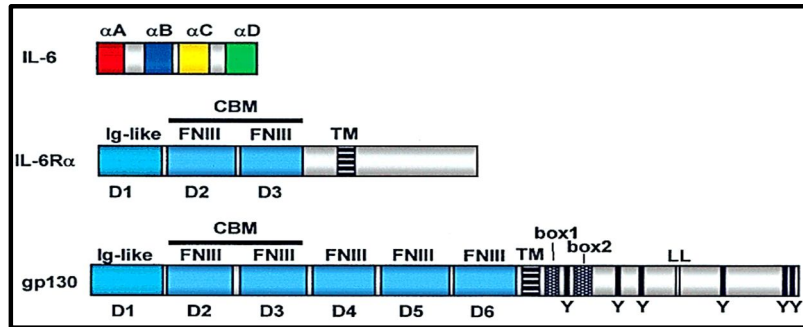 αA αB αC αD
IL-6
CBM
Ig-like FNIII FNIII TM
IL-6Rα
D1 D2 D3
CBM
box1
Ig-like FNIII FNIII FNIII FNIII FNIII TM box2 LL
gp130
D1 D2 D3 D4 D5 D6 Y Y Y Y YY